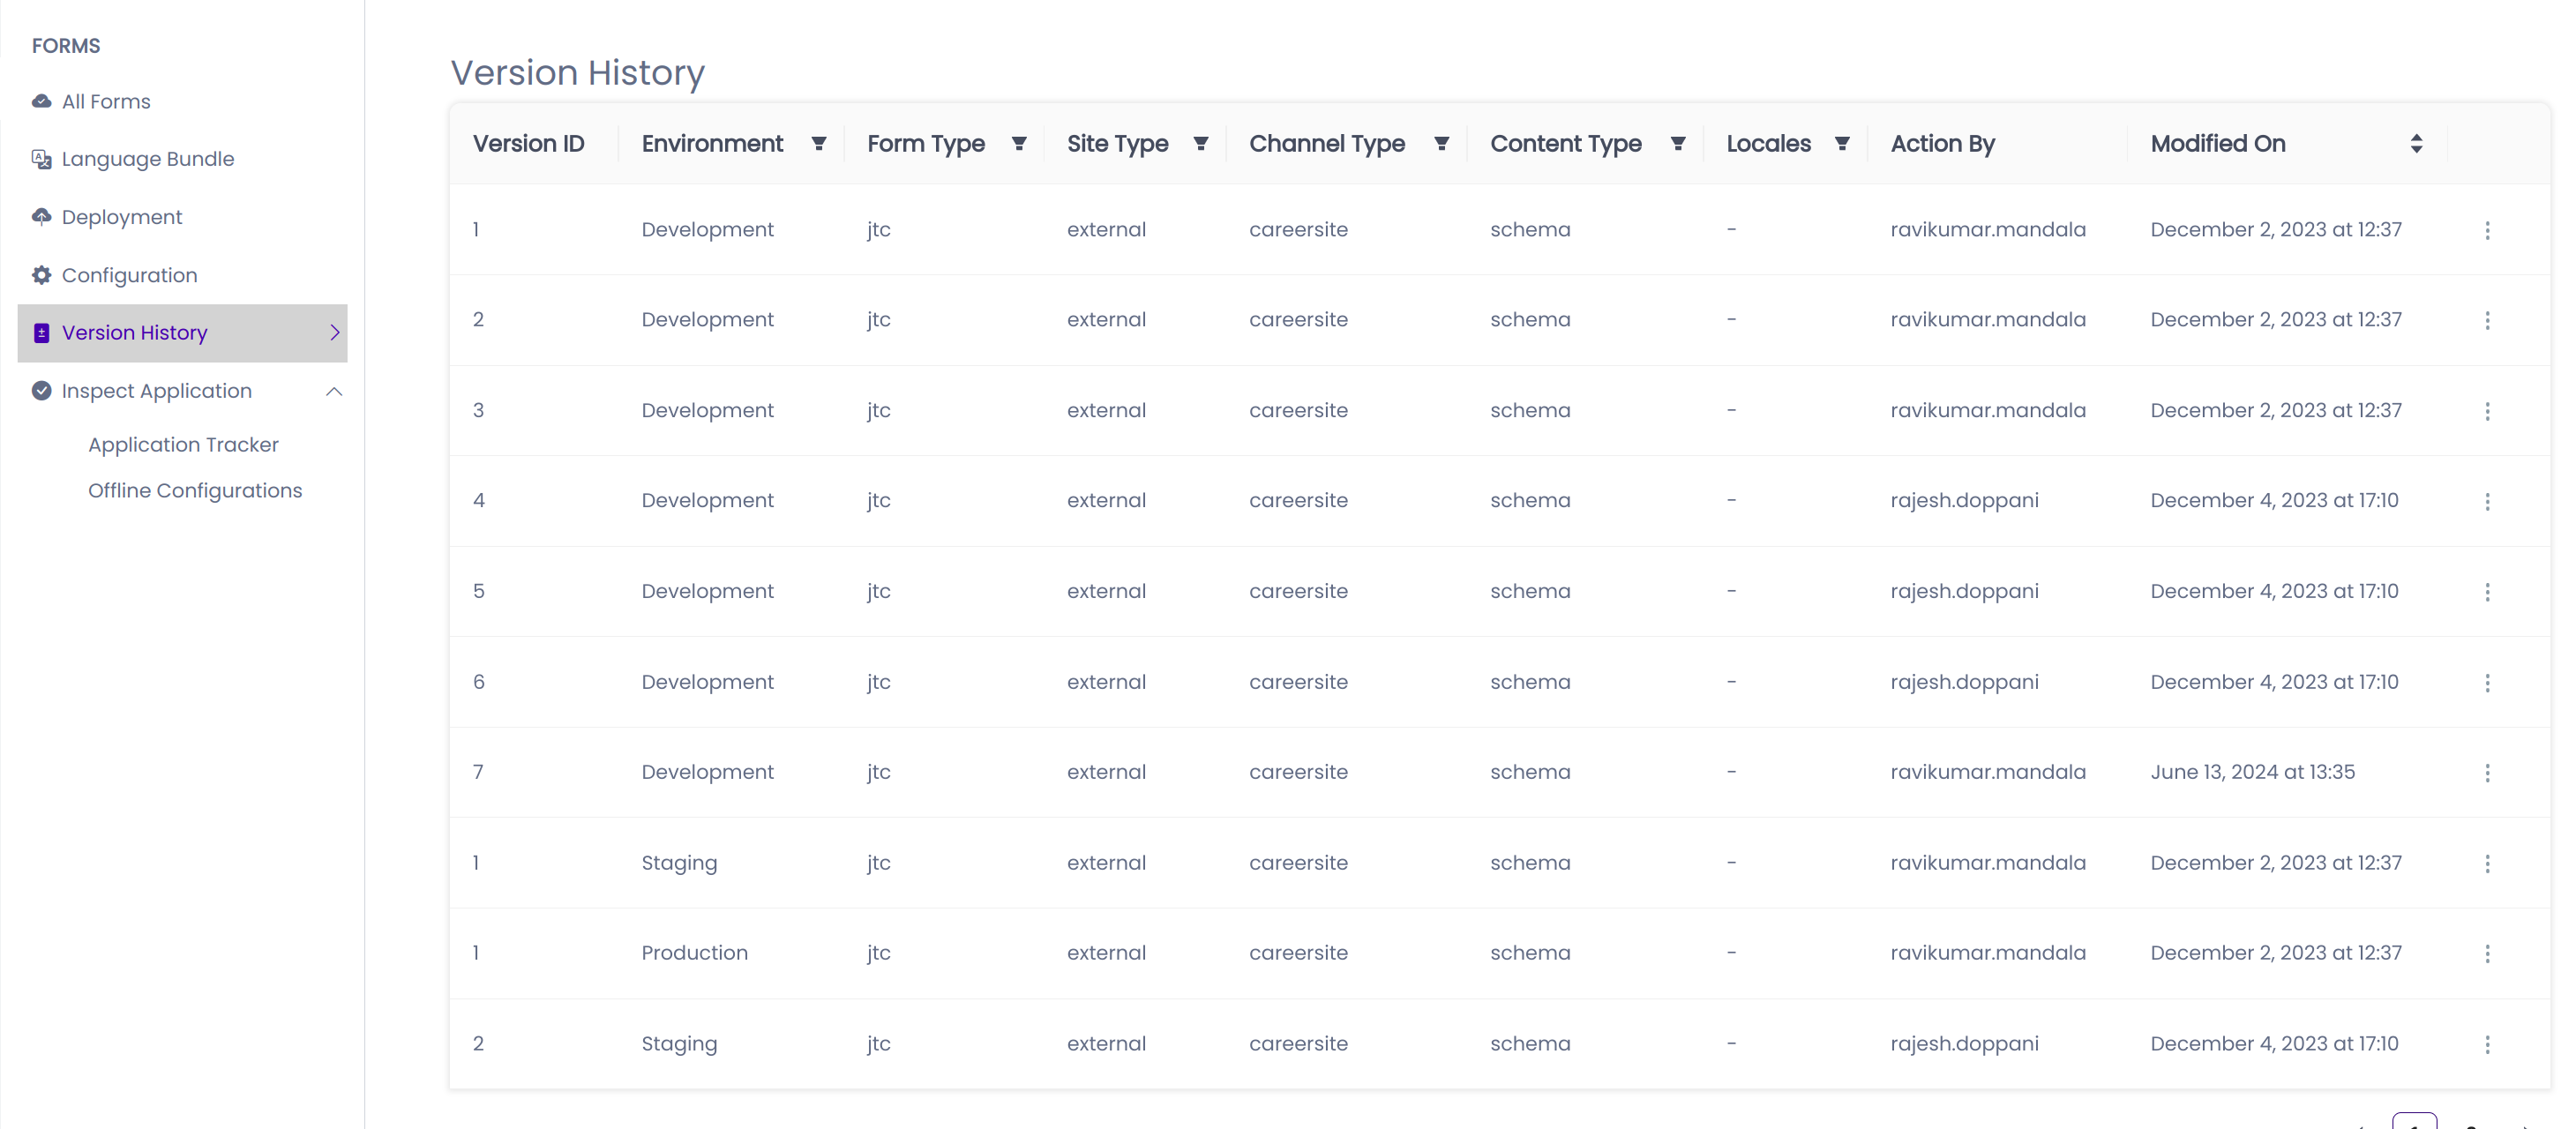 FORMS
All Forms
Language Bundle
Deployment
Configuration
Version History
Inspect Application
Application Tracker
Offline Configurations
Version History
Version ID Environment Form Type Site Type Channel Type Content Type Locales Action By Modified On
1 Development jtc external careersite schema - ravikumar.mandala December 2, 2023 at 12:37
2 Development jtc external careersite schema - ravikumar.mandala December 2, 2023 at 12:37
3 Development jtc external careersite schema - ravikumar.mandala December 2, 2023 at 12:37
4 Development jtc external careersite schema - rajesh.doppani December 4, 2023 at 17:10
5 Development jtc external careersite schema - rajesh.doppani December 4, 2023 at 17:10
6 Development jtc external careersite schema - rajesh.doppani December 4, 2023 at 17:10
7 Development jtc external careersite schema - ravikumar.mandala June 13, 2024 at 13:35
1 Staging jtc external careersite schema - ravikumar.mandala December 2, 2023 at 12:37
1 Production jtc external careersite schema - ravikumar.mandala December 2, 2023 at 12:37
2 Staging jtc external careersite schema - rajesh.doppani December 4, 2023 at 17:10